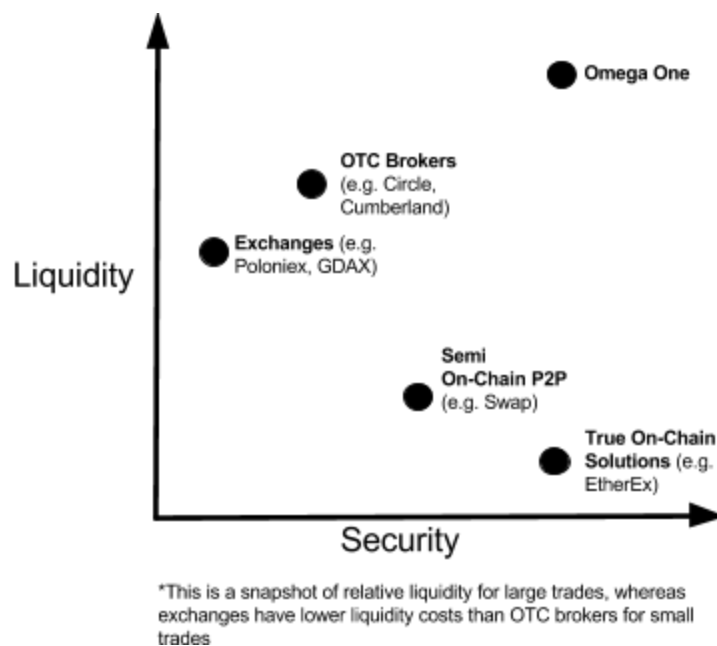 Omega One
OTC Brokers
(e.g. Circle,
Cumberland)
Exchanges (e.g.
Poloniex, GDAX)
Liquidity
Semi
On-Chain P2P
(e.g. Swap)
True On-Chain
Solutions (e.g.
EtherEx)
Security
*This is a snapshot of relative liquidity for large trades, whereas
exchanges have lower liquidity costs than OTC brokers for small
trades